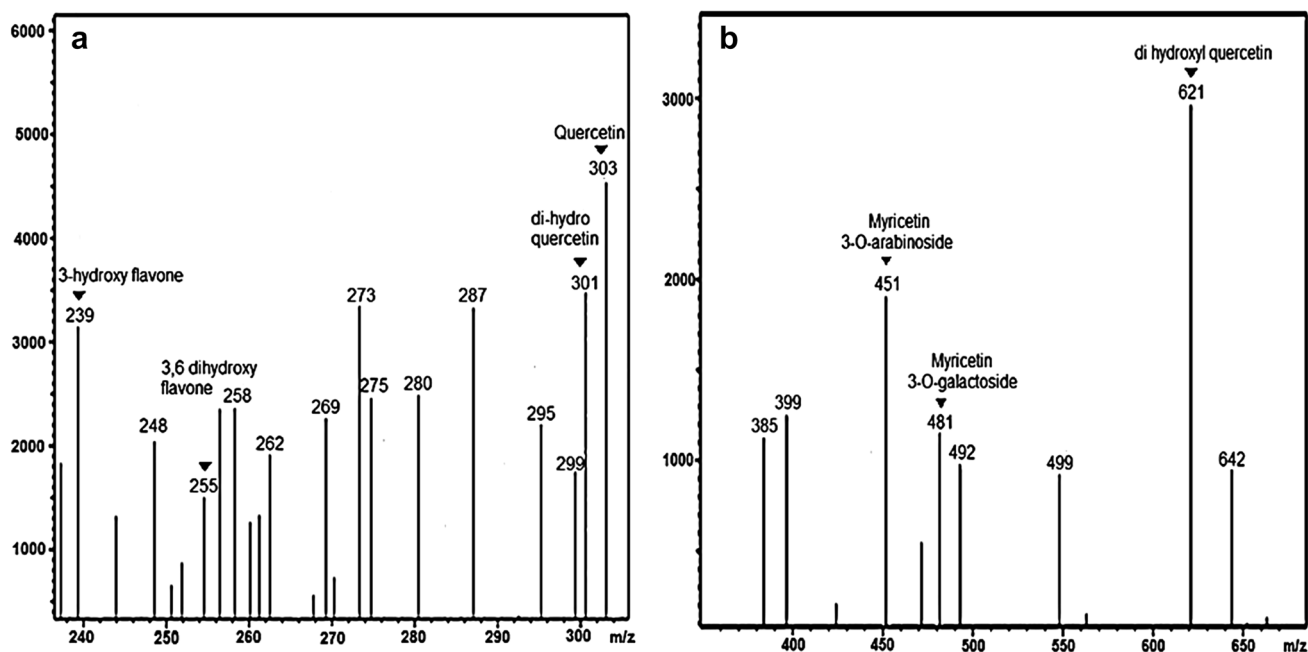 a
6000
5000
4000
3000
2000
1000
Quercetin
303
di-hydro
quercetin
301
3-hydroxy flavone
239
273
287
3,6 dihydroxy
flavone
258
275
280
248
269
295
262
299
255
240
250
260
270
280
290
300
m/z
b
3000
2000
1000
di hydroxyl quercetin
621
Myricetin
3-O-arabinoside
451
Myricetin
3-O-galactoside
481
385
399
492
499
642
400
450
500
550
600
650
m/z